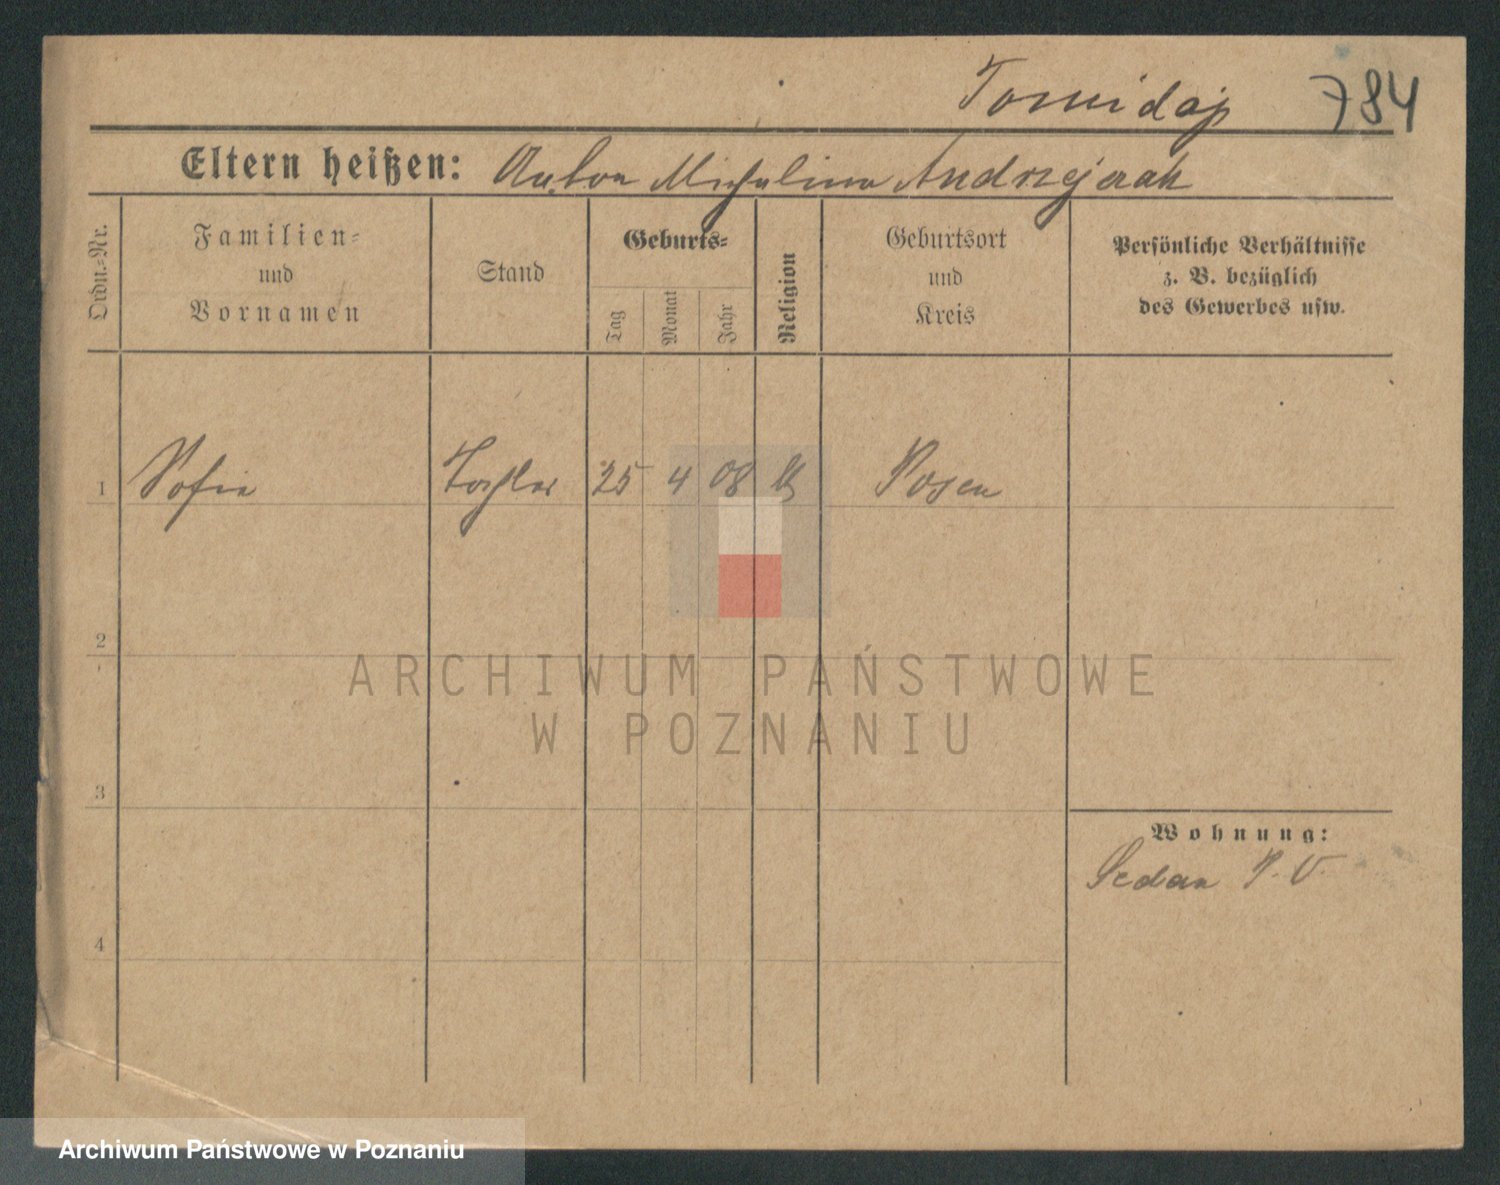 Tomidaj 784
Eltern heißen: Anton Michalina Andrzejczak
Ordn.=Nr.
Familien= und Vornamen
Stand
Geburts=
Tag
Monat
Jahr
Religion
Geburtsort und Kreis
Persönliche Verhältnisse
z. B. bezüglich
des Gewerbes usw.
1 Sofie Tochter 25 4 08 k Posen
2
3
Wohnung:
Sedan
4
ARCHIWUM PAŃSTWOWE
W POZNANIU
Archiwum Państwowe w Poznaniu